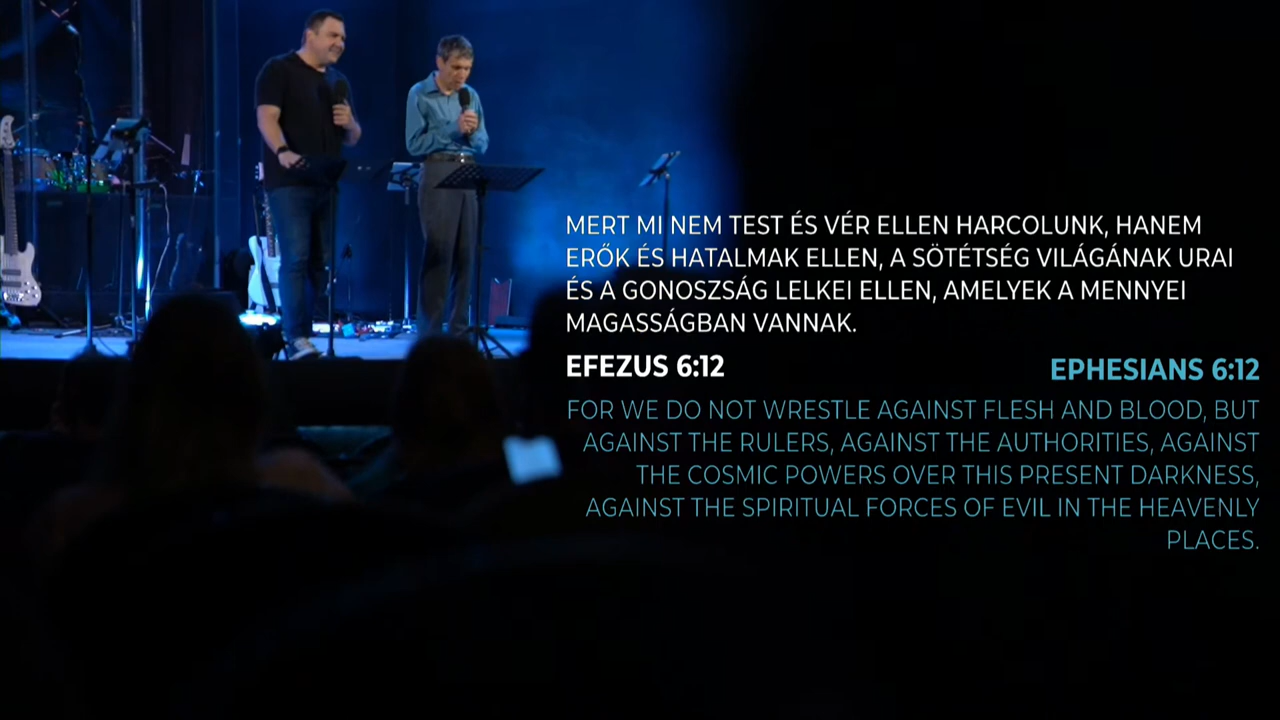 MERT MI NEM TEST ÉS VÉR ELLEN HARCOLUNK, HANEM
ERŐK ÉS HATALMAK ELLEN, A SÖTÉTSÉG VILÁGÁNAK URAI
ÉS A GONOSZSÁG LELKEI ELLEN, AMELYEK A MENNYEI
MAGASSÁGBAN VANNAK.
EFEZUS 6:12
EPHESIANS 6:12
FOR WE DO NOT WRESTLE AGAINST FLESH AND BLOOD, BUT
AGAINST THE RULERS, AGAINST THE AUTHORITIES, AGAINST
THE COSMIC POWERS OVER THIS PRESENT DARKNESS,
AGAINST THE SPIRITUAL FORCES OF EVIL IN THE HEAVENLY
PLACES.